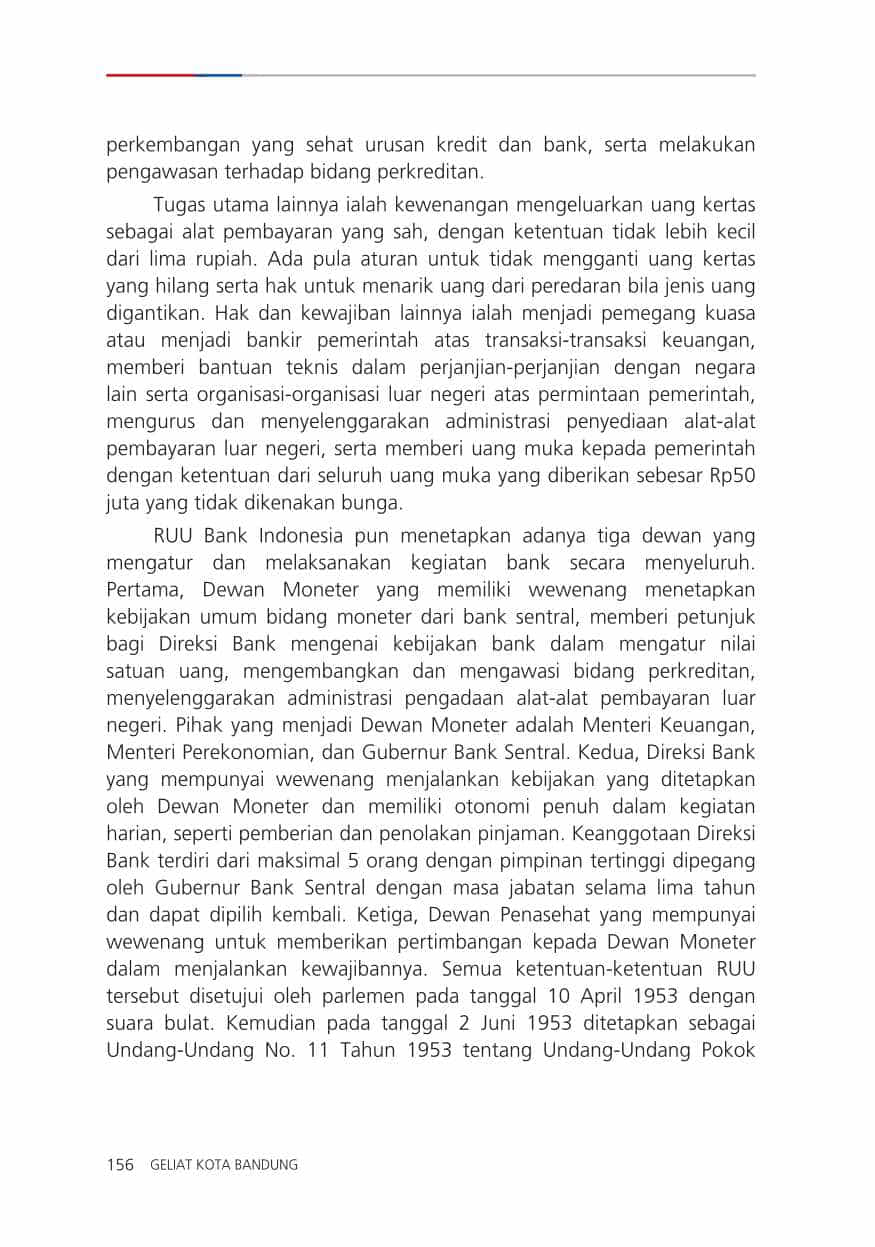 perkembangan yang sehat urusan kredit dan bank, serta melakukan
pengawasan terhadap bidang perkreditan.
Tugas utama lainnya ialah kewenangan mengeluarkan uang kertas
sebagai alat pembayaran yang sah, dengan ketentuan tidak lebih kecil
dari lima rupiah. Ada pula aturan untuk tidak mengganti uang kertas
yang hilang serta hak untuk menarik uang dari peredaran bila jenis uang
digantikan. Hak dan kewajiban lainnya ialah menjadi pemegang kuasa
atau menjadi bankir pemerintah atas transaksi-transaksi keuangan,
memberi bantuan teknis dalam perjanjian-perjanjian dengan negara
lain serta organisasi-organisasi luar negeri atas permintaan pemerintah,
mengurus dan menyelenggarakan administrasi penyediaan alat-alat
pembayaran luar negeri, serta memberi uang muka kepada pemerintah
dengan ketentuan dari seluruh uang muka yang diberikan sebesar Rp50
juta yang tidak dikenakan bunga.
RUU Bank Indonesia pun menetapkan adanya tiga dewan yang
mengatur dan melaksanakan kegiatan bank secara menyeluruh.
Pertama, Dewan Moneter yang memiliki wewenang menetapkan
kebijakan umum bidang moneter dari bank sentral, memberi petunjuk
bagi Direksi Bank mengenai kebijakan bank dalam mengatur nilai
satuan uang, mengembangkan dan mengawasi bidang perkreditan,
menyelenggarakan administrasi pengadaan alat-alat pembayaran luar
negeri. Pihak yang menjadi Dewan Moneter adalah Menteri Keuangan,
Menteri Perekonomian, dan Gubernur Bank Sentral. Kedua, Direksi Bank
yang mempunyai wewenang menjalankan kebijakan yang ditetapkan
oleh Dewan Moneter dan memiliki otonomi penuh dalam kegiatan
harian, seperti pemberian dan penolakan pinjaman. Keanggotaan Direksi
Bank terdiri dari maksimal 5 orang dengan pimpinan tertinggi dipegang
oleh Gubernur Bank Sentral dengan masa jabatan selama lima tahun
dan dapat dipilih kembali. Ketiga, Dewan Penasehat yang mempunyai
wewenang untuk memberikan pertimbangan kepada Dewan Moneter
dalam menjalankan kewajibannya. Semua ketentuan-ketentuan RUU
tersebut disetujui oleh parlemen pada tanggal 10 April 1953 dengan
suara bulat. Kemudian pada tanggal 2 Juni 1953 ditetapkan sebagai
Undang-Undang No. 11 Tahun 1953 tentang Undang-Undang Pokok
156 GELIAT KOTA BANDUNG